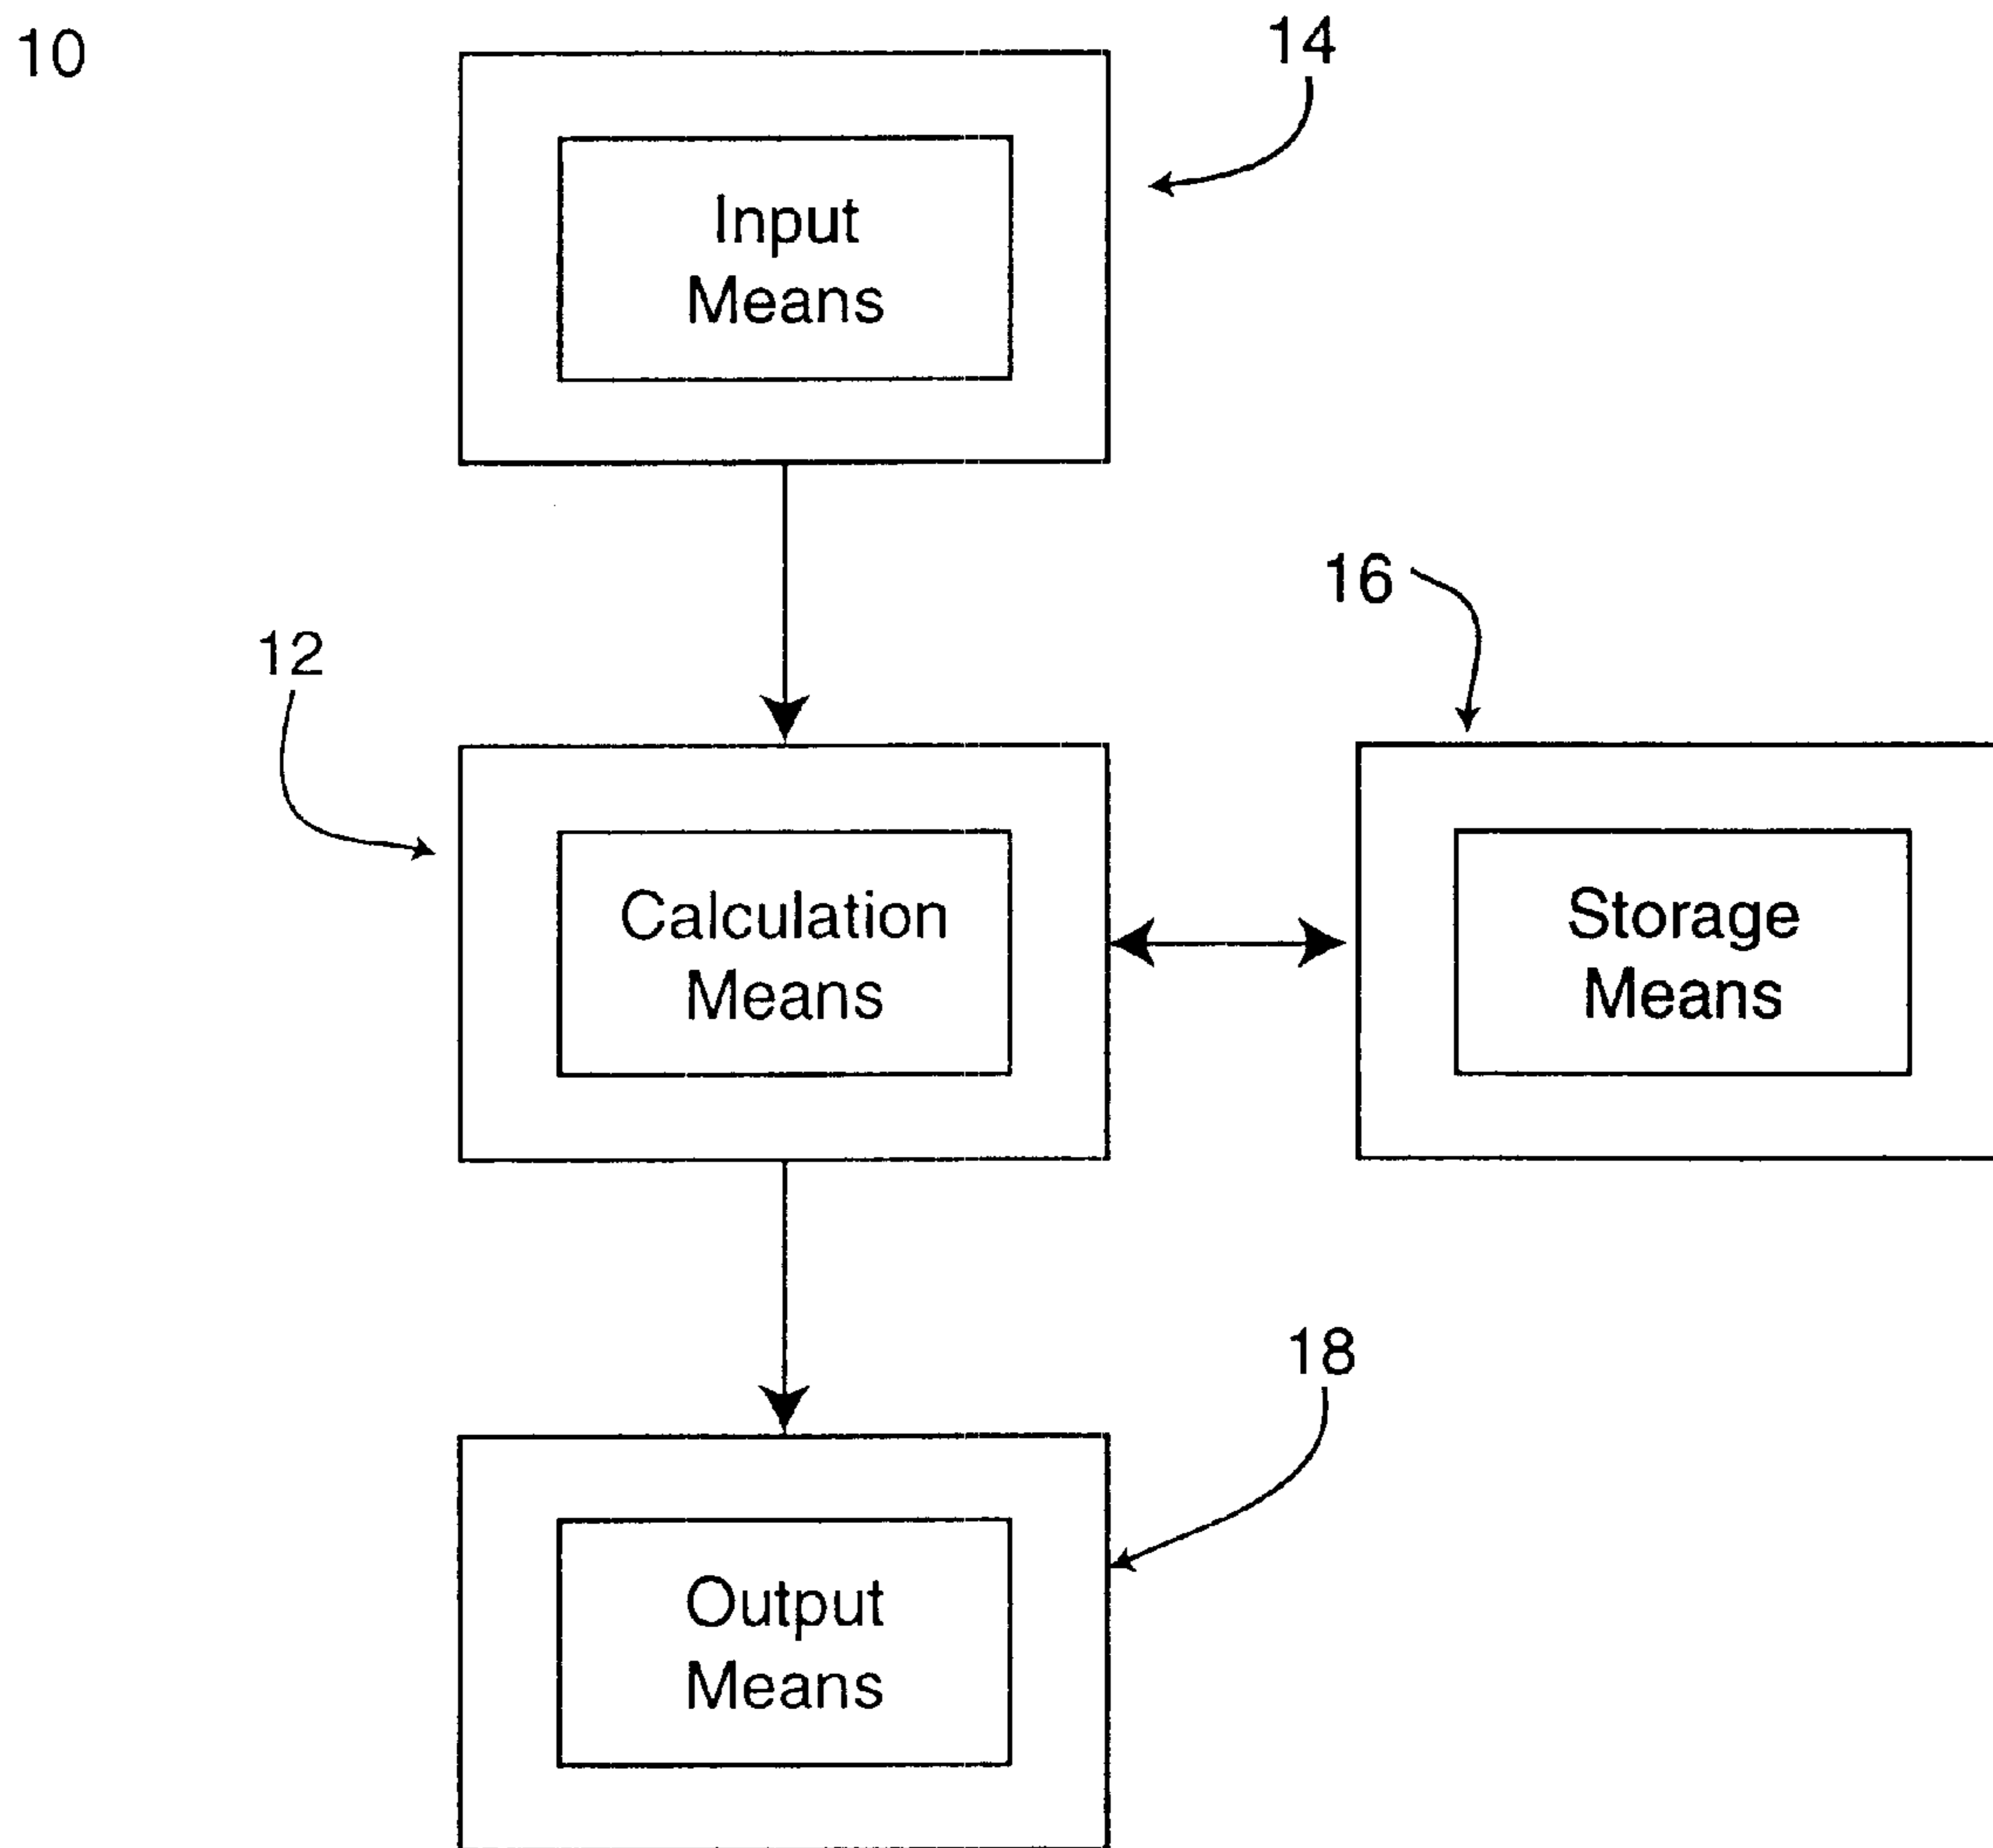 10
14
Input
Means
16
12
Calculation
Means
Storage
Means
18
Output
Means